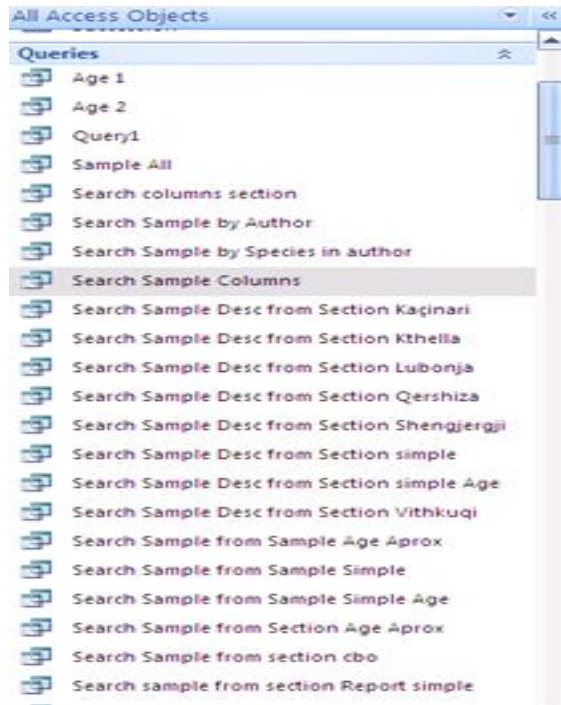 All Access Objects
Queries
Age 1
Age 2
Query1
Sample All
Search columns section
Search Sample by Author
Search Sample by Species in author
Search Sample Columns
Search Sample Desc from Section Kaçinari
Search Sample Desc from Section Kthella
Search Sample Desc from Section Lubonja
Search Sample Desc from Section Qershiza
Search Sample Desc from Section Shengjergji
Search Sample Desc from Section simple
Search Sample Desc from Section simple Age
Search Sample Desc from Section Vithkuqi
Search Sample from Sample Age Aprox
Search Sample from Sample Simple
Search Sample from Sample Simple Age
Search Sample from Section Age Aprox
Search Sample from section cbo
Search sample from section Report simple